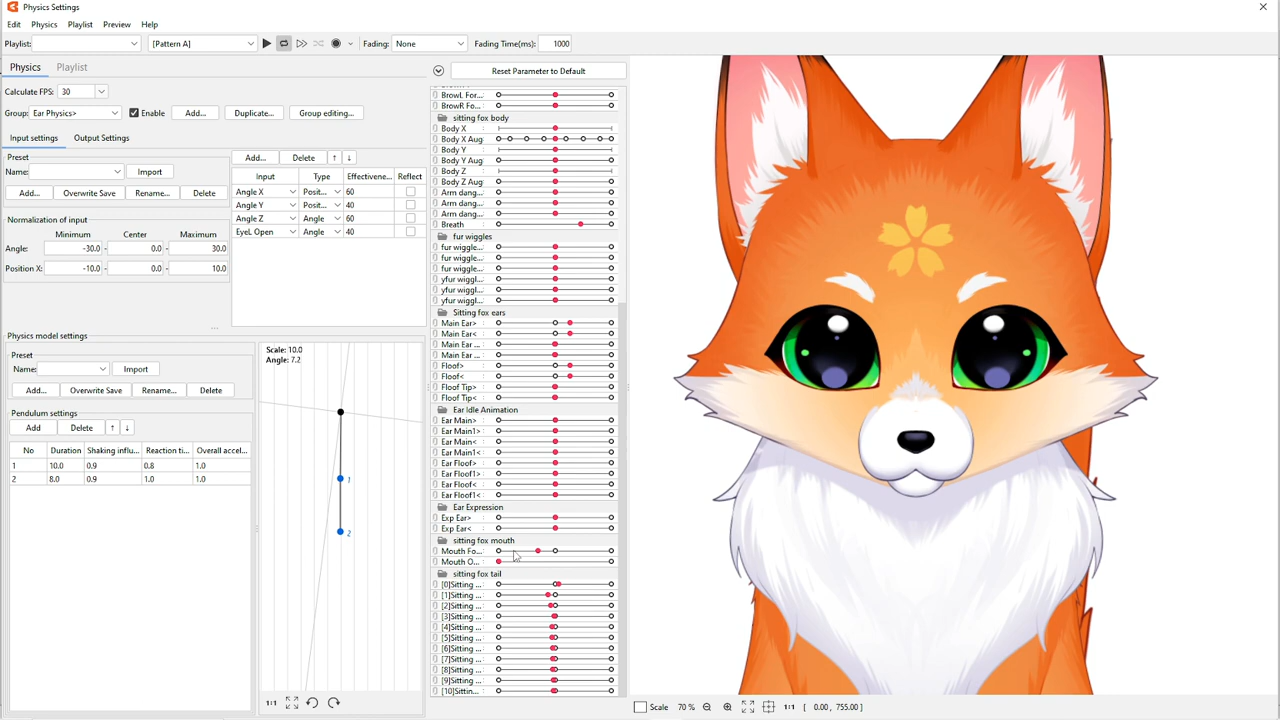 Physics Settings
Edit Physics Playlist Preview Help
Playlist: [Pattern A] Fading: None Fading Time(ms): 1000
Physics Playlist
Calculate FPS: 30
Group: Ear Physics> Enable Add... Duplicate... Group editing...
Input settings Output Settings
Preset
Name: Import
Add... Overwrite Save Rename... Delete
Normalization of input
Minimum Center Maximum
Angle: -30.0 - 0.0 - 30.0
Position X: -10.0 - 0.0 - 10.0
Add... Delete ↑ ↓
Input Type Effectivene... Reflect
Angle X Posit... 60
Angle Y Posit... 40
Angle Z Angle 60
EyeL Open Angle 40
Physics model settings
Preset
Name: Import
Add... Overwrite Save Rename... Delete
Pendulum settings
Add Delete ↑ ↓
No Duration Shaking influ... Reaction ti... Overall accel...
1 10.0 0.9 0.8 1.0
2 8.0 0.9 1.0 1.0
Scale: 10.0
Angle: 7.2
1
2
1:1
Reset Parameter to Default
BrowL For...
BrowR Fo...
sitting fox body
Body X
Body X Aug
Body Y
Body Y Aug
Body Z
Body Z Aug
Arm dang...
Arm dang...
Arm dang...
Breath
fur wiggles
fur wiggle...
fur wiggle...
fur wiggle...
yfur wiggl...
yfur wiggl...
yfur wiggl...
Sitting fox ears
Main Ear>
Main Ear<
Main Ear ...
Main Ear ...
Floof>
Floof<
Floof Tip>
Floof Tip<
Ear Idle Animation
Ear Main>
Ear Main1>
Ear Main<
Ear Main1<
Ear Floof>
Ear Floof1>
Ear Floof<
Ear Floof1<
Ear Expression
Exp Ear>
Exp Ear<
sitting fox mouth
Mouth Fo...
Mouth O...
sitting fox tail
[0]Sitting ...
[1]Sitting ...
[2]Sitting ...
[3]Sitting ...
[4]Sitting ...
[5]Sitting ...
[6]Sitting ...
[7]Sitting ...
[8]Sitting ...
[9]Sitting ...
[10]Sittin...
Scale 70 % 1:1 [ 0.00, 755.00 ]